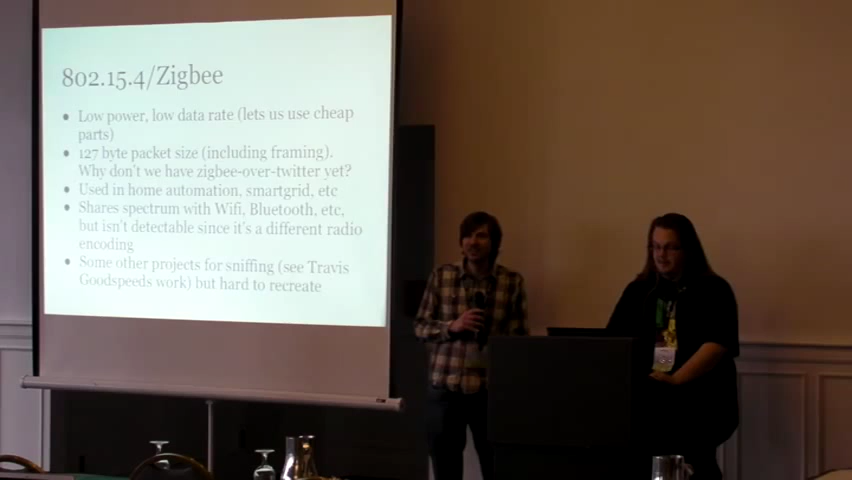 802.15.4/Zigbee
● Low power, low data rate (lets us use cheap
parts)
● 127 byte packet size (including framing).
Why don't we have zigbee-over-twitter yet?
● Used in home automation, smartgrid, etc
● Shares spectrum with Wifi, Bluetooth, etc,
but isn't detectable since it's a different radio
encoding
● Some other projects for sniffing (see Travis
Goodspeeds work) but hard to recreate